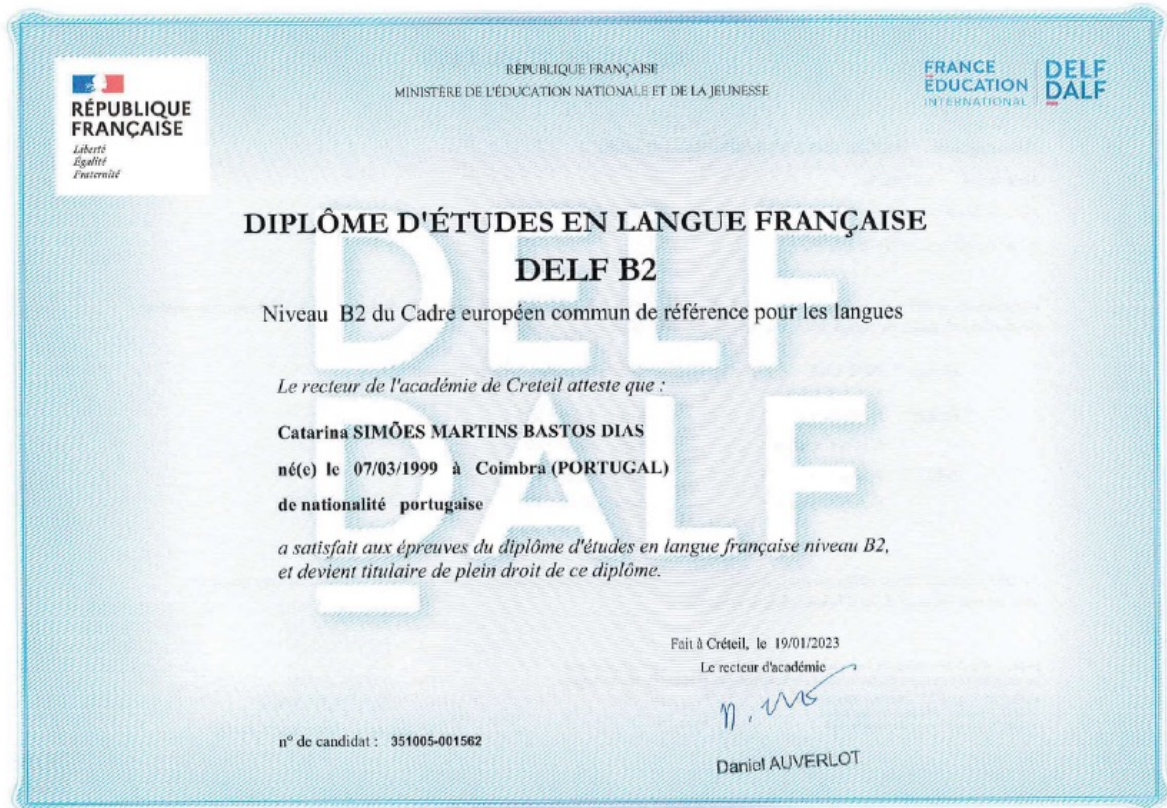 RÉPUBLIQUE
FRANÇAISE
Liberté
Égalité
Fraternité
RÉPUBLIQUE FRANÇAISE
MINISTÈRE DE L'ÉDUCATION NATIONALE ET DE LA JEUNESSE
FRANCE
ÉDUCATION
INTERNATIONAL
DELF
DALF
DIPLÔME D'ÉTUDES EN LANGUE FRANÇAISE
DELF B2
Niveau B2 du Cadre européen commun de référence pour les langues
Le recteur de l'académie de Creteil atteste que :
Catarina SIMÕES MARTINS BASTOS DIAS
né(e) le 07/03/1999 à Coimbra (PORTUGAL)
de nationalité portugaise
a satisfait aux épreuves du diplôme d'études en langue française niveau B2,
et devient titulaire de plein droit de ce diplôme.
DELF
DALF
Fait à Créteil, le 19/01/2023
Le recteur d'académie
n° de candidat : 351005-001562
Daniel AUVERLOT